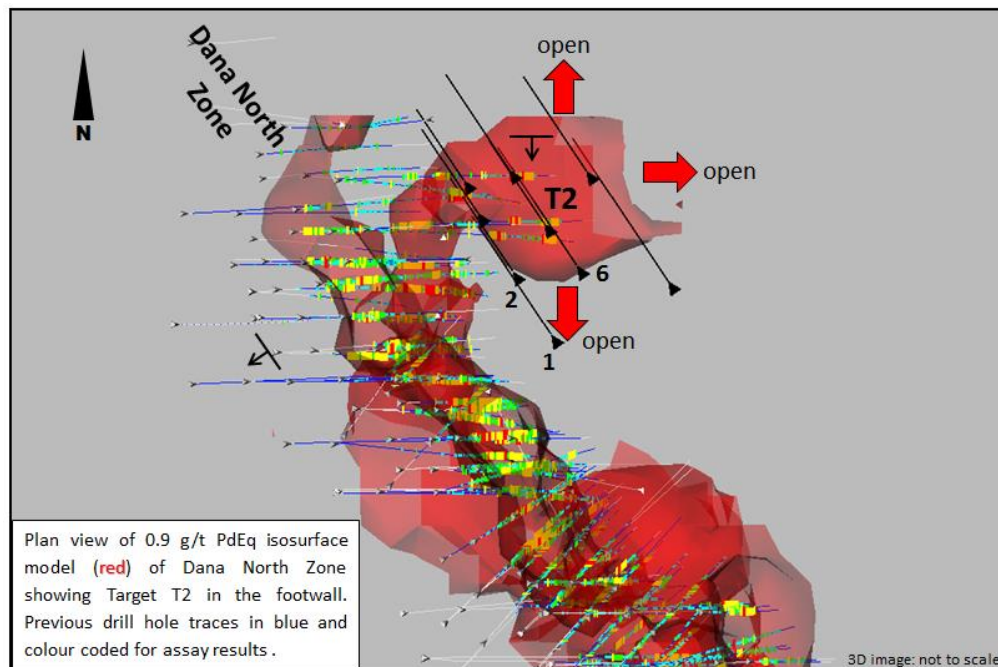 Dana North
Zone
N
open
open
T2
6
2
1
open
Plan view of 0.9 g/t PdEq isosurface
model (red) of Dana North Zone
showing Target T2 in the footwall.
Previous drill hole traces in blue and
colour coded for assay results .
3D image: not to scale